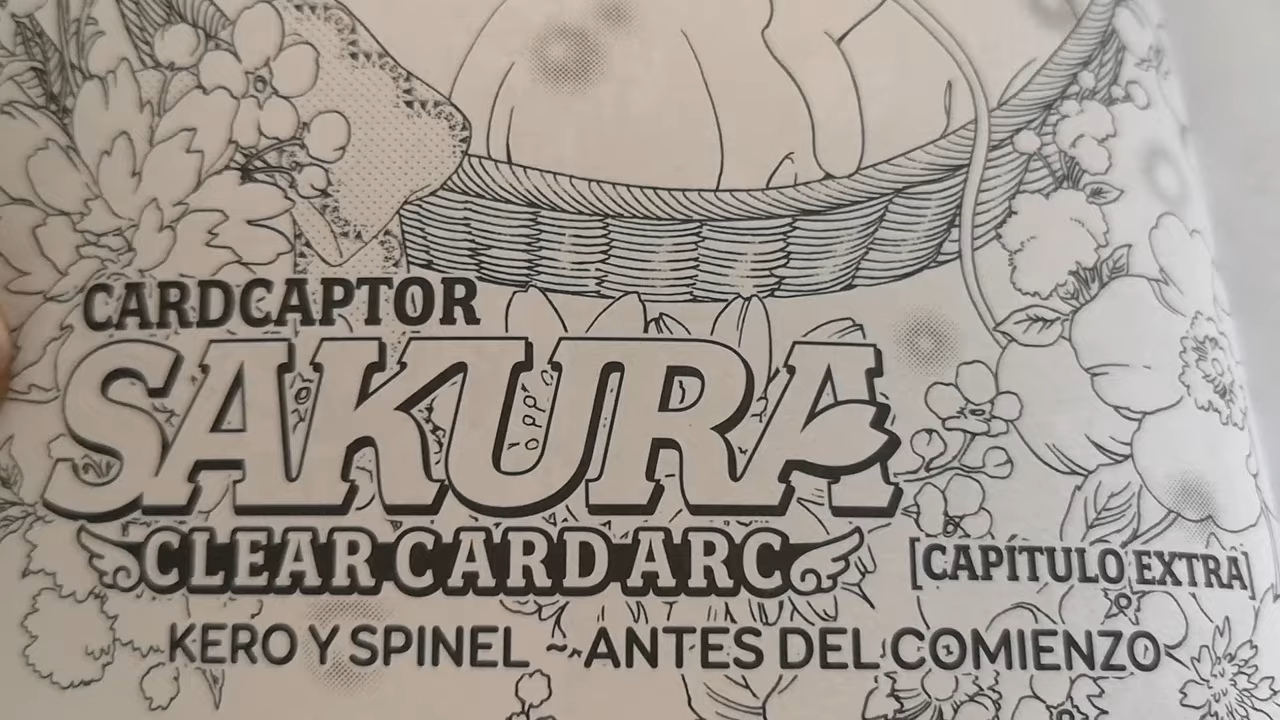 CARDCAPTOR
SAKURA
CLEAR CARD ARC
[CAPÍTULO EXTRA]
KERO Y SPINEL ~ ANTES DEL COMIENZO